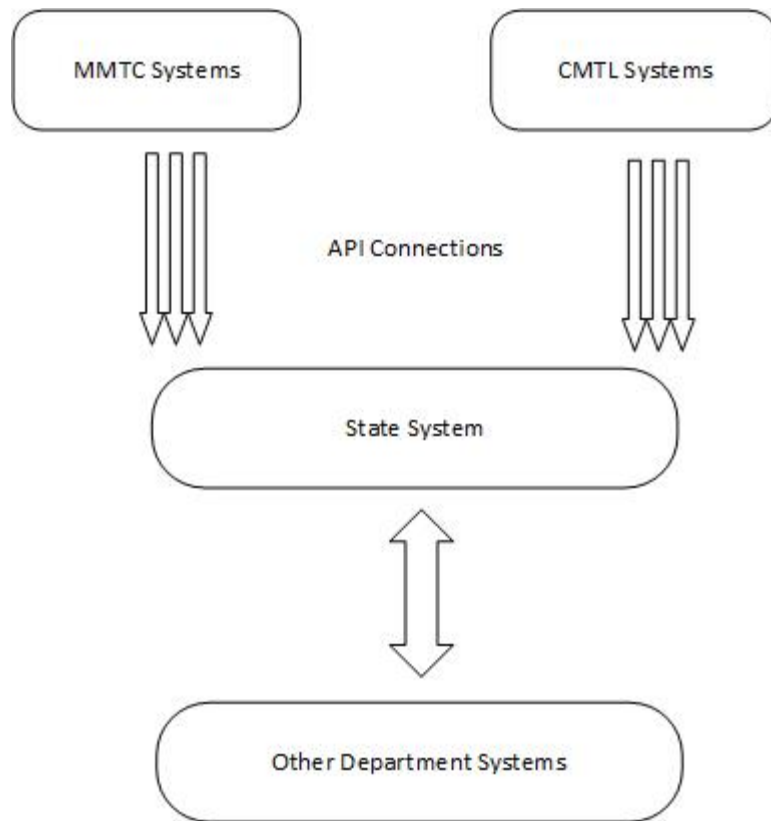 MMTC Systems
CMTL Systems
API Connections
State System
Other Department Systems